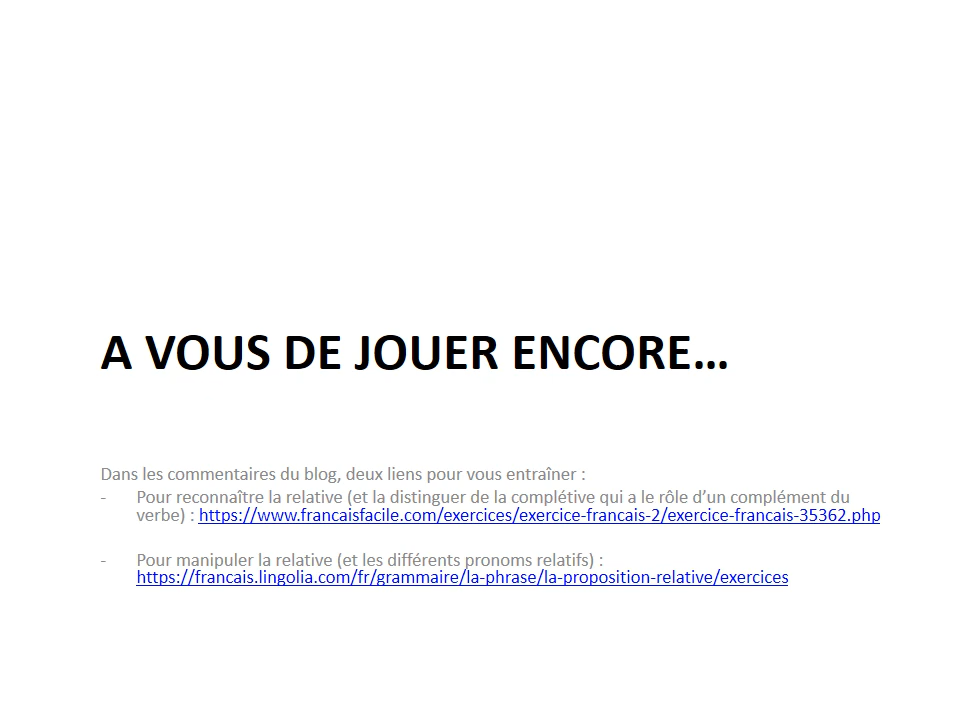 A VOUS DE JOUER ENCORE…
Dans les commentaires du blog, deux liens pour vous entraîner :
- Pour reconnaître la relative (et la distinguer de la complétive qui a le rôle d’un complément du
verbe) : https://www.francaisfacile.com/exercices/exercice-francais-2/exercice-francais-35362.php
- Pour manipuler la relative (et les différents pronoms relatifs) :
https://francais.lingolia.com/fr/grammaire/la-phrase/la-proposition-relative/exercices